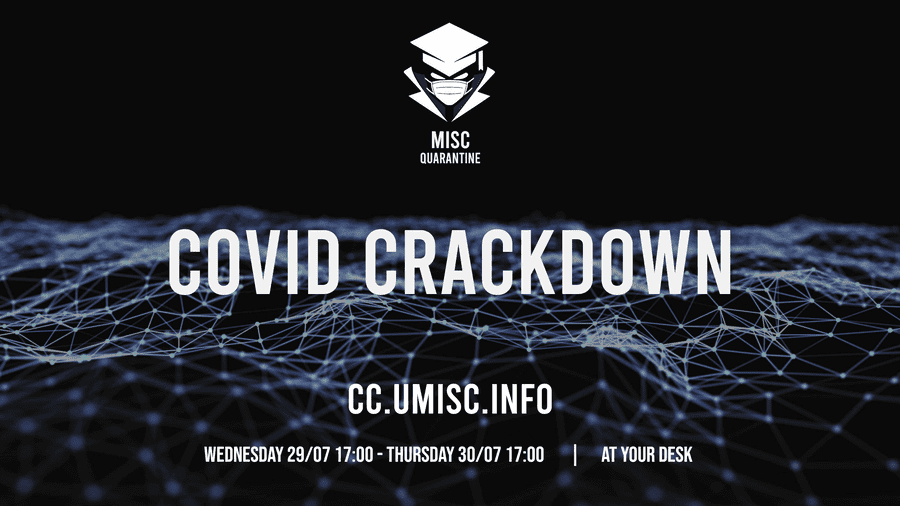 MISC
QUARANTINE
COVID CRACKDOWN
CC.UMISC.INFO
WEDNESDAY 29/07 17:00 - THURSDAY 30/07 17:00 | AT YOUR DESK